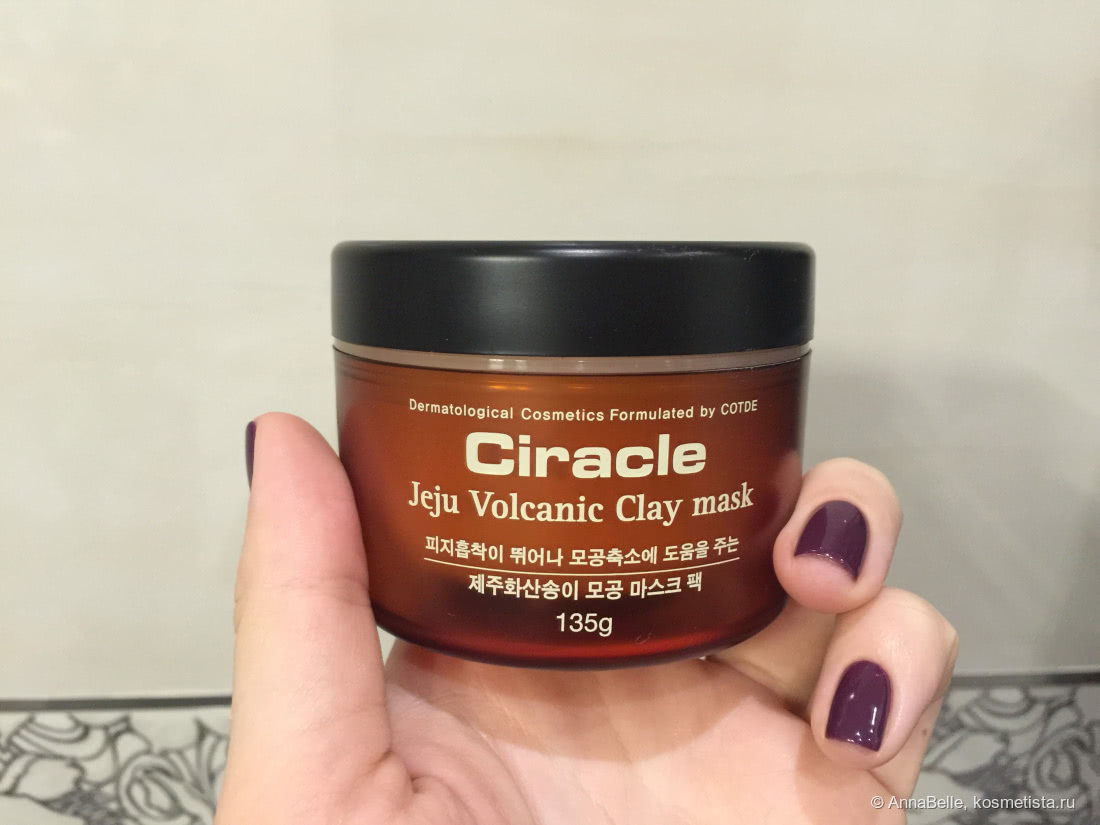 Dermatological Cosmetics Formulated by COTDE
Ciracle
Jeju Volcanic Clay mask
피지흡착이 뛰어나 모공축소에 도움을 주는
제주화산송이 모공 마스크 팩
135g
© AnnaBelle, kosmetista.ru